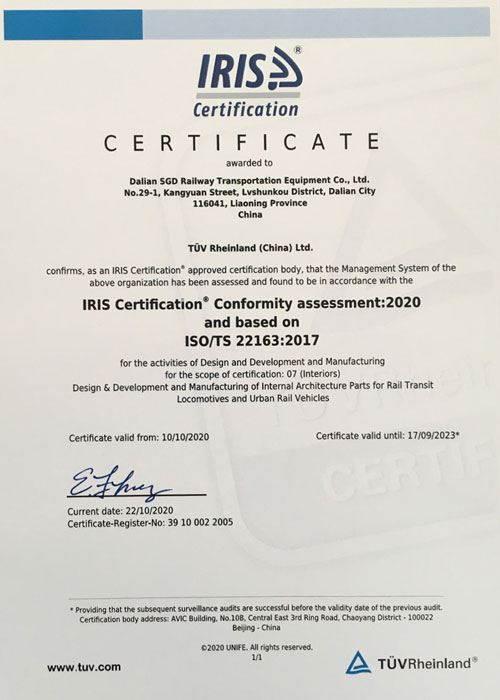 IRIS®
Certification
CERTIFICATE
awarded to
Dalian SGD Railway Transportation Equipment Co., Ltd.
No.29-1, Kangyuan Street, Lvshunkou District, Dalian City
116041, Liaoning Province
China
TÜV Rheinland (China) Ltd.
confirms, as an IRIS Certification® approved certification body, that the Management System of the
above organization has been assessed and found to be in accordance with the
IRIS Certification® Conformity assessment:2020
and based on
ISO/TS 22163:2017
for the activities of Design and Development and Manufacturing
for the scope of certification: 07 (Interiors)
Design & Development and Manufacturing of Internal Architecture Parts for Rail Transit
Locomotives and Urban Rail Vehicles
Certificate valid from: 10/10/2020
Certificate valid until: 17/09/2023*
Current date: 22/10/2020
Certificate-Register-No: 39 10 002 2005
* Providing that the subsequent surveillance audits are successful before the validity date of the previous audit.
Certification body address: AVIC Building, No.10B, Central East 3rd Ring Road, Chaoyang District - 100022
Beijing - China
©2020 UNIFE. All rights reserved.
1/1
www.tuv.com
TÜVRheinland®